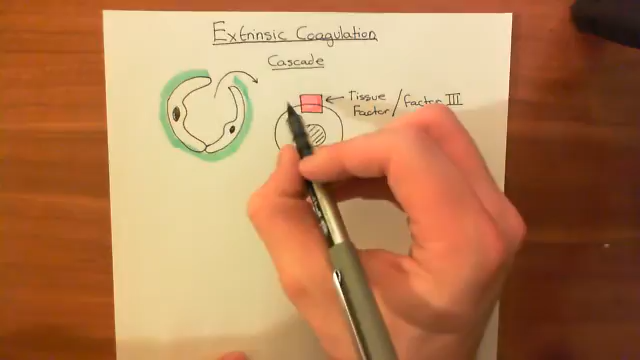 Extrinsic Coagulation
Cascade
Tissue
Factor / factor III